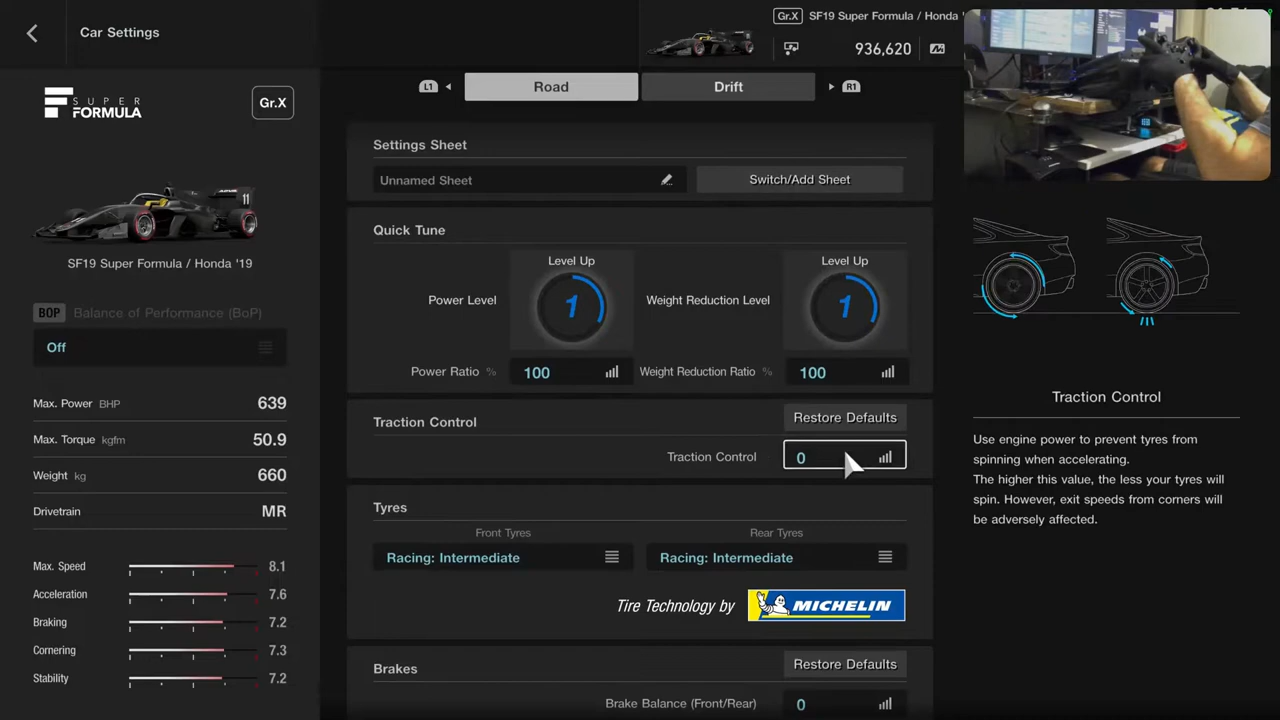 Car Settings
Gr.X SF19 Super Formula / Honda '
936,620
L1 Road Drift R1
SUPER
FORMULA
Gr.X
11
SF19 Super Formula / Honda '19
BOP Balance of Performance (BoP)
Off
Max. Power BHP 639
Max. Torque kgfm 50.9
Weight kg 660
Drivetrain MR
Max. Speed 8.1
Acceleration 7.6
Braking 7.2
Cornering 7.3
Stability 7.2
Settings Sheet
Unnamed Sheet Switch/Add Sheet
Quick Tune
Level Up Level Up
Power Level 1 Weight Reduction Level 1
Power Ratio % 100 Weight Reduction Ratio % 100
Traction Control Restore Defaults
Traction Control 0
Tyres
Front Tyres Rear Tyres
Racing: Intermediate Racing: Intermediate
Tire Technology by MICHELIN
Brakes Restore Defaults
Brake Balance (Front/Rear) 0
Traction Control
Use engine power to prevent tyres from
spinning when accelerating.
The higher this value, the less your tyres will
spin. However, exit speeds from corners will
be adversely affected.